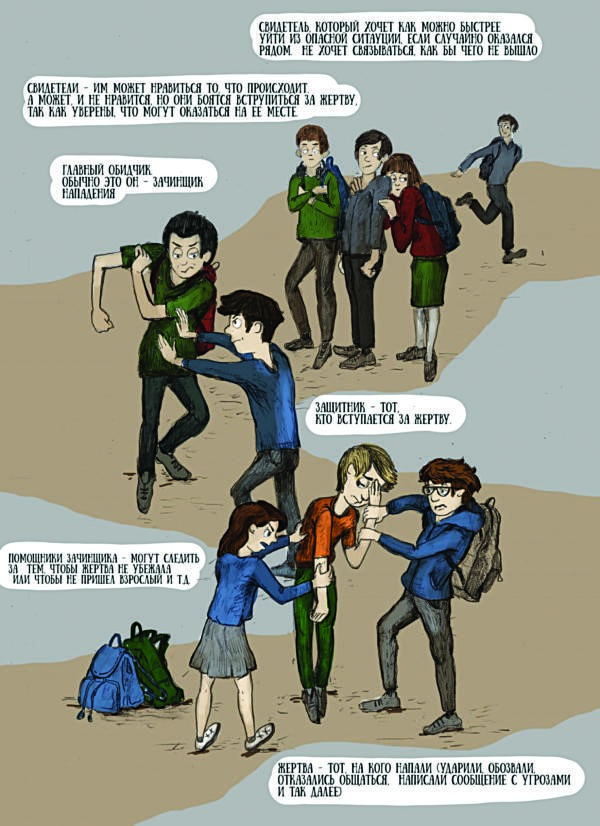 СВИДЕТЕЛЬ, КОТОРЫЙ ХОЧЕТ КАК МОЖНО БЫСТРЕЕ
УЙТИ ИЗ ОПАСНОЙ СИТАУЦИИ, ЕСЛИ СЛУЧАЙНО ОКАЗАЛСЯ
РЯДОМ. НЕ ХОЧЕТ СВЯЗЫВАТЬСЯ, КАК БЫ ЧЕГО НЕ ВЫШЛО
СВИДЕТЕЛИ - ИМ МОЖЕТ НРАВИТЬСЯ ТО, ЧТО ПРОИСХОДИТ,
А МОЖЕТ, И НЕ НРАВИТСЯ, НО ОНИ БОЯТСЯ ВСТУПИТЬСЯ ЗА ЖЕРТВУ,
ТАК КАК УВЕРЕНЫ, ЧТО МОГУТ ОКАЗАТЬСЯ НА ЕЕ МЕСТЕ.
ГЛАВНЫЙ ОБИДЧИК.
ОБЫЧНО ЭТО ОН - ЗАЧИНЩИК
НАПАДЕНИЯ
ЗАЩИТНИК - ТОТ,
КТО ВСТУПАЕТСЯ ЗА ЖЕРТВУ.
ПОМОЩНИКИ ЗАЧИНЩИКА - МОГУТ СЛЕДИТЬ
ЗА ТЕМ, ЧТОБЫ ЖЕРТВА НЕ УБЕЖАЛА
ИЛИ ЧТОБЫ НЕ ПРИШЕЛ ВЗРОСЛЫЙ И Т.Д.
ЖЕРТВА - ТОТ, НА КОГО НАПАЛИ (УДАРИЛИ, ОБОЗВАЛИ,
ОТКАЗАЛИСЬ ОБЩАТЬСЯ, НАПИСАЛИ СООБЩЕНИЕ С УГРОЗАМИ
И ТАК ДАЛЕЕ)